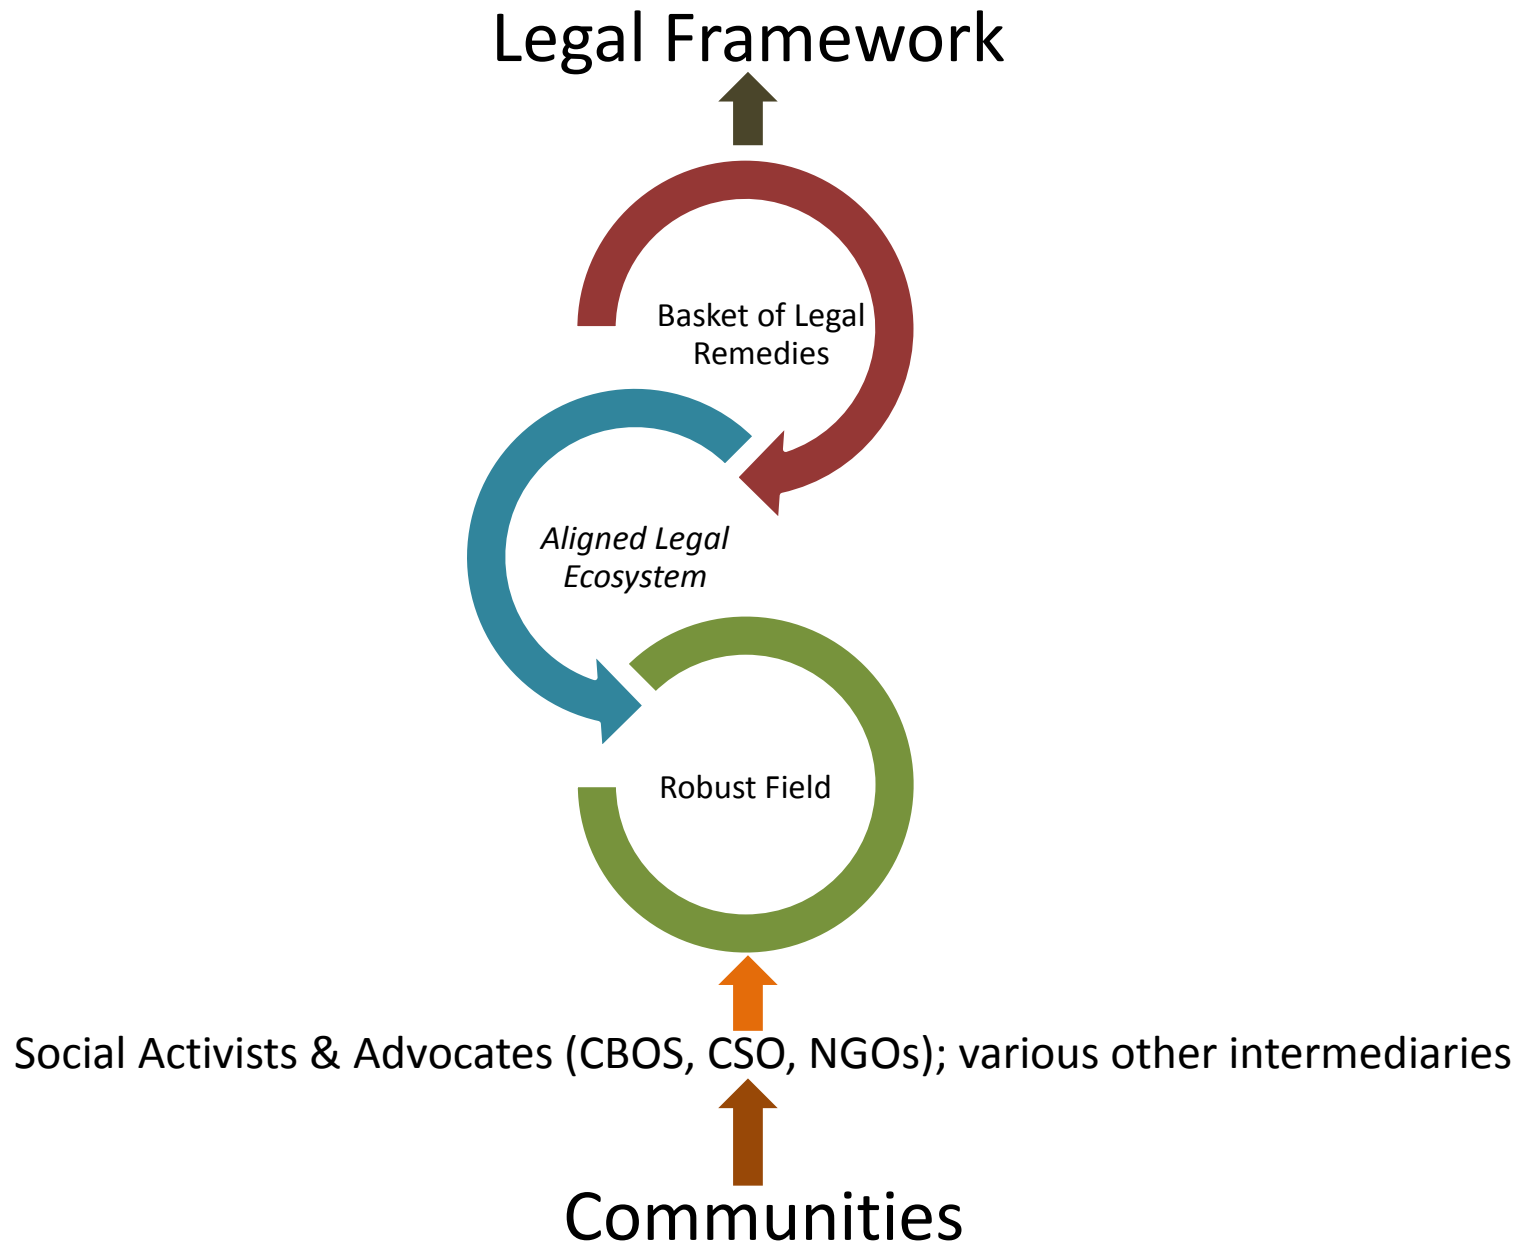 Legal Framework
Basket of Legal
Remedies
Aligned Legal
Ecosystem
Robust Field
Social Activists & Advocates (CBOS, CSO, NGOs); various other intermediaries
Communities